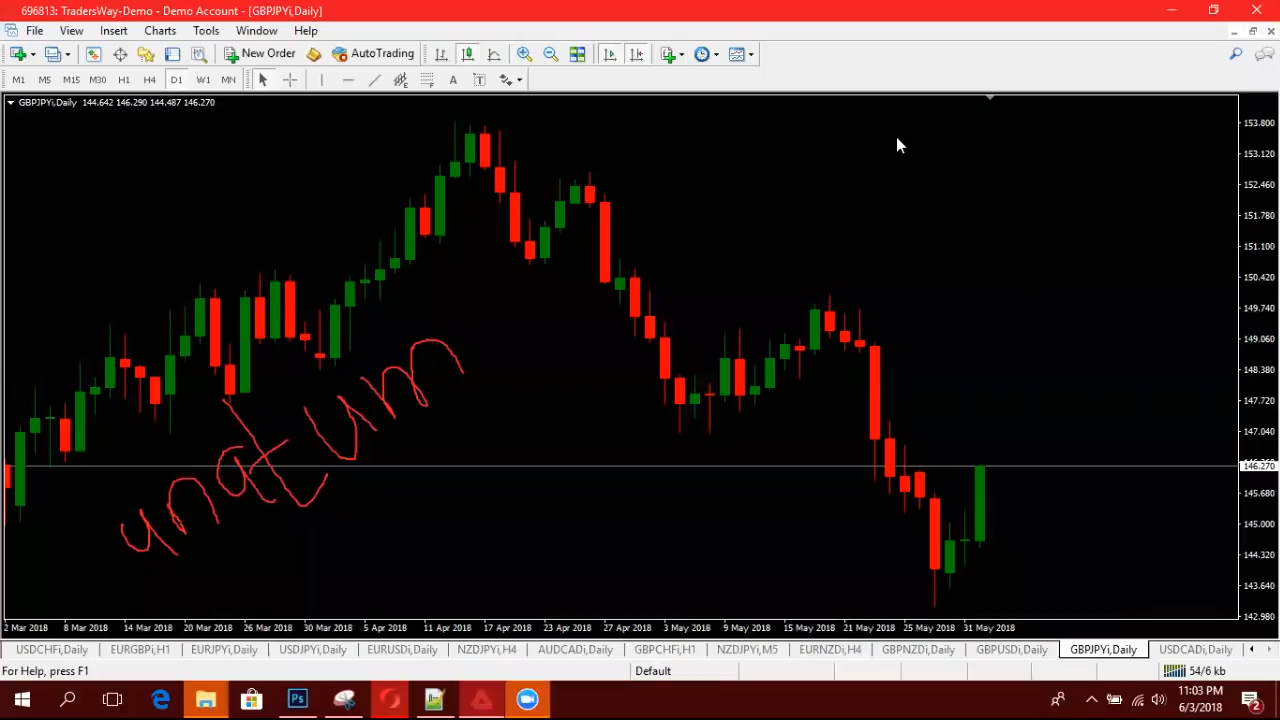 696813: TradersWay-Demo - Demo Account - [GBPJPYi,Daily]
File View Insert Charts Tools Window Help
New Order AutoTrading
M1 M5 M15 M30 H1 H4 D1 W1 MN A T
GBPJPYi,Daily 144.642 146.290 144.487 146.270
153.800
153.120
152.460
151.780
151.100
150.420
149.740
149.060
148.380
147.720
147.040
146.270
145.680
145.000
144.320
143.640
142.980
2 Mar 2018 8 Mar 2018 14 Mar 2018 20 Mar 2018 26 Mar 2018 30 Mar 2018 5 Apr 2018 11 Apr 2018 17 Apr 2018 23 Apr 2018 27 Apr 2018 3 May 2018 9 May 2018 15 May 2018 21 May 2018 25 May 2018 31 May 2018
USDCHFi,Daily EURGBPi,H1 EURJPYi,Daily USDJPYi,Daily EURUSDi,Daily NZDJPYi,H4 AUDCADi,Daily GBPCHFi,H1 NZDJPYi,M5 EURNZDi,H4 GBPNZDi,Daily GBPUSDi,Daily GBPJPYi,Daily USDCADi,Daily
For Help, press F1 Default 54/6 kb
Ps 11:03 PM
6/3/2018 2